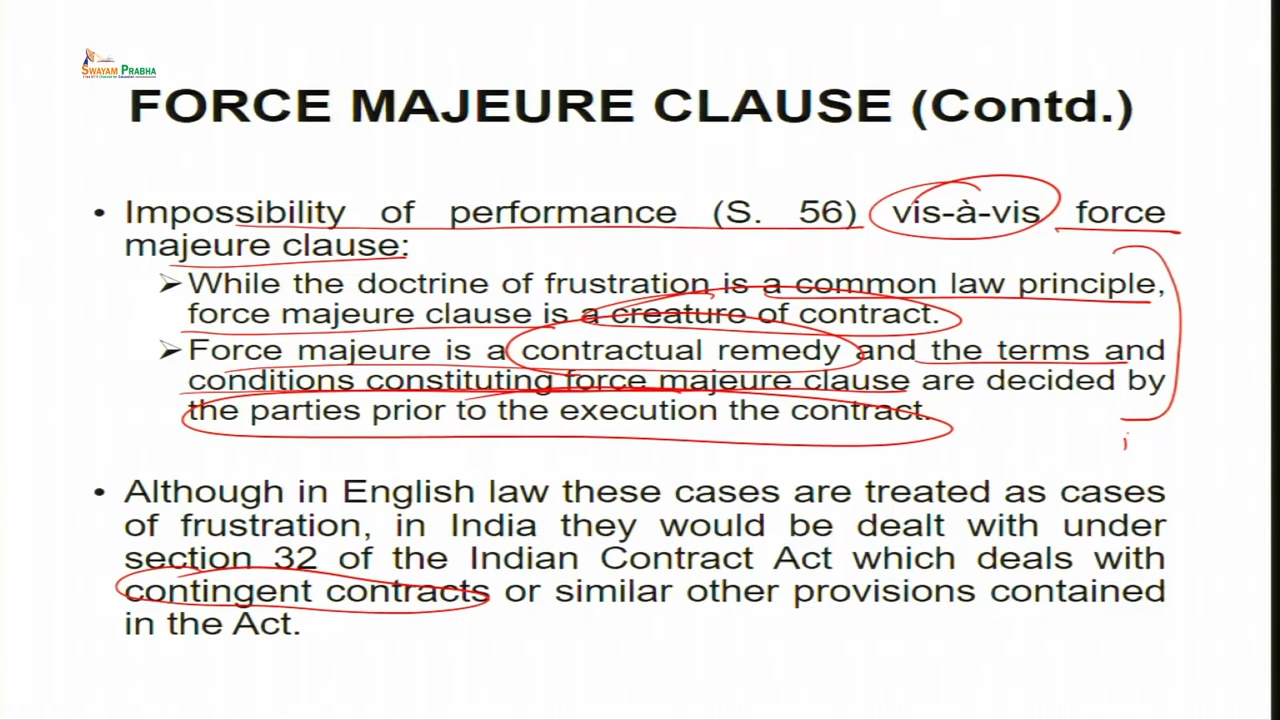 SWAYAM PRABHA
FORCE MAJEURE CLAUSE (Contd.)
• Impossibility of performance (S. 56) vis-à-vis force
majeure clause:
➢ While the doctrine of frustration is a common law principle,
force majeure clause is a creature of contract.
➢ Force majeure is a contractual remedy and the terms and
conditions constituting force majeure clause are decided by
the parties prior to the execution the contract.
• Although in English law these cases are treated as cases
of frustration, in India they would be dealt with under
section 32 of the Indian Contract Act which deals with
contingent contracts or similar other provisions contained
in the Act.